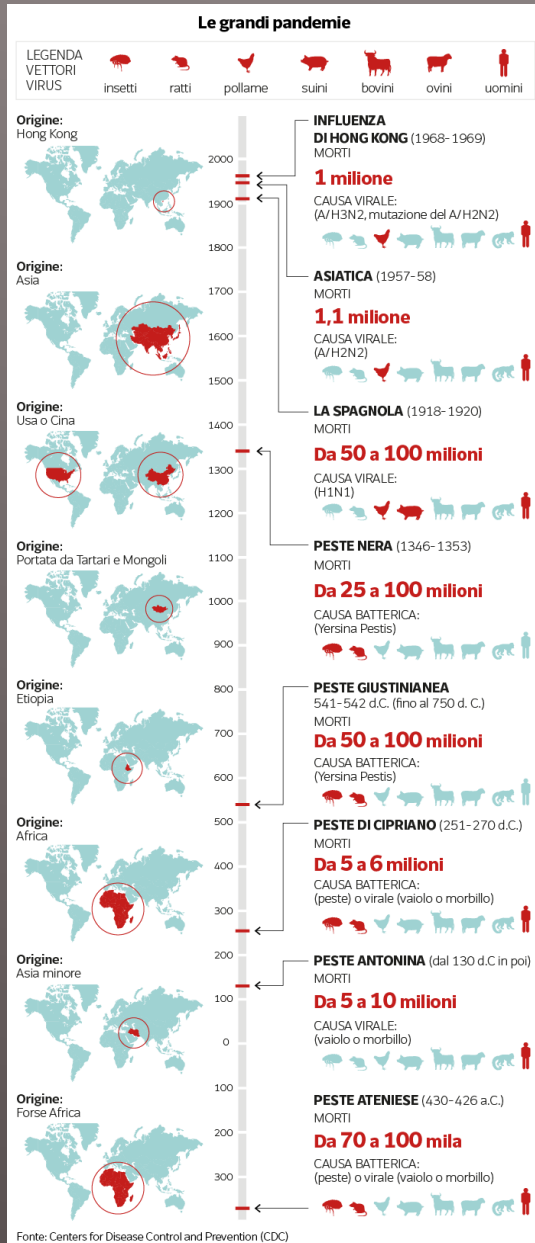 Le grandi pandemie
LEGENDA
VETTORI
VIRUS
insetti
ratti
pollame
suini
bovini
ovini
uomini
Origine:
Hong Kong
INFLUENZA
DI HONG KONG (1968-1969)
MORTI
1 milione
CAUSA VIRALE:
(A/H3N2, mutazione del A/H2N2)
Origine:
Asia
ASIATICA (1957-58)
MORTI
1,1 milione
CAUSA VIRALE:
(A/H2N2)
Origine:
Usa o Cina
LA SPAGNOLA (1918-1920)
MORTI
Da 50 a 100 milioni
CAUSA VIRALE:
(H1N1)
Origine:
Portata da Tartari e Mongoli
PESTE NERA (1346-1353)
MORTI
Da 25 a 100 milioni
CAUSA BATTERICA:
(Yersina Pestis)
Origine:
Etiopia
PESTE GIUSTINIANEA
541-542 d.C. (fino al 750 d. C.)
MORTI
Da 50 a 100 milioni
CAUSA BATTERICA:
(Yersina Pestis)
Origine:
Africa
PESTE DI CIPRIANO (251-270 d.C.)
MORTI
Da 5 a 6 milioni
CAUSA BATTERICA:
(peste) o virale (vaiolo o morbillo)
Origine:
Asia minore
PESTE ANTONINA (dal 130 d.C in poi)
MORTI
Da 5 a 10 milioni
CAUSA VIRALE:
(vaiolo o morbillo)
Origine:
Forse Africa
PESTE ATENIESE (430-426 a.C.)
MORTI
Da 70 a 100 mila
CAUSA BATTERICA:
(peste) o virale (vaiolo o morbillo)
2000
1900
1800
1700
1600
1500
1400
1300
1200
1100
1000
900
800
700
600
500
400
300
200
100
0
100
200
300
Fonte: Centers for Disease Control and Prevention (CDC)